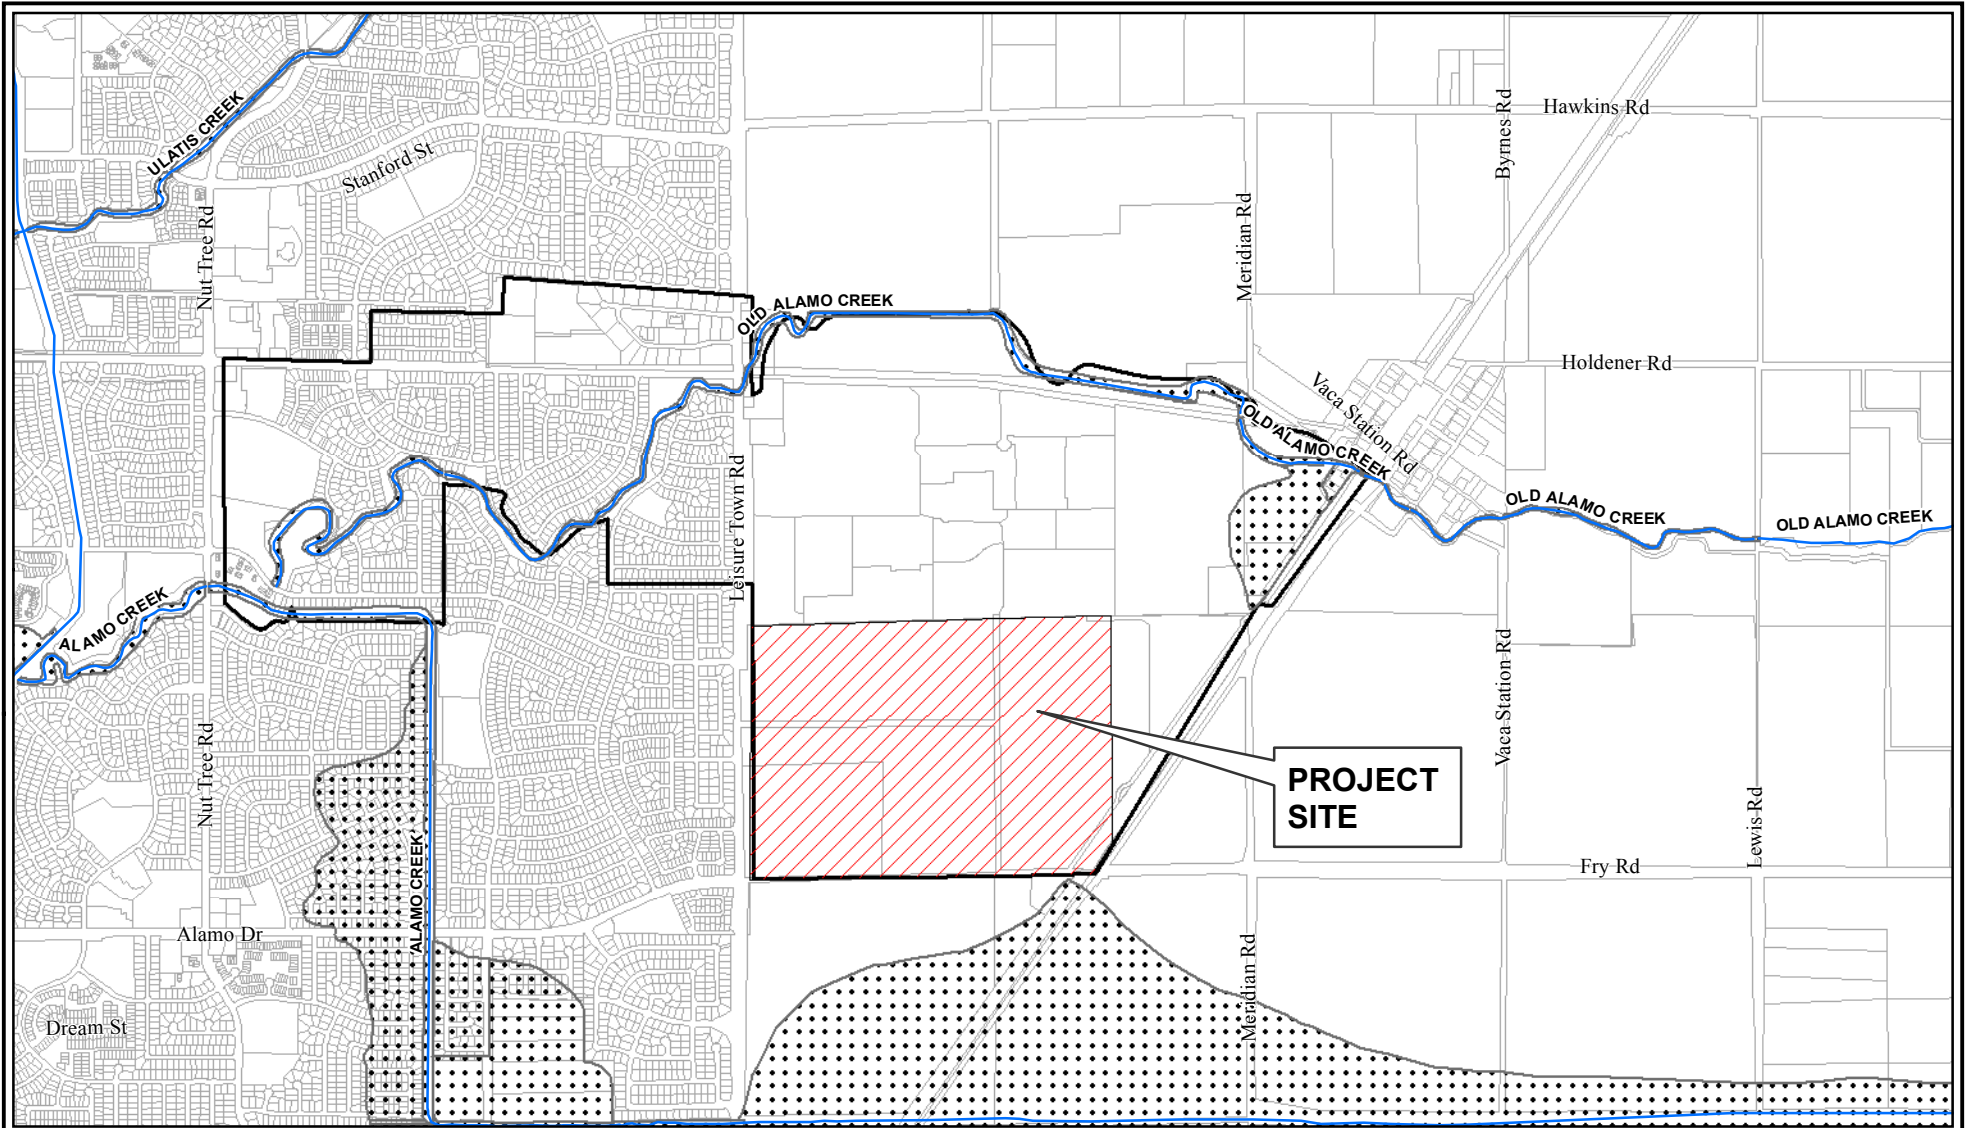 Hawkins Rd
Byrnes Rd
ULATIS CREEK
Stanford St
Nut Tree Rd
Meridian Rd
OLD ALAMO CREEK
Holdener Rd
Vaca Station Rd
OLD ALAMO CREEK
Leisure Town Rd
OLD ALAMO CREEK
OLD ALAMO CREEK
ALAMO CREEK
Vaca Station Rd
Nut Tree Rd
PROJECT
SITE
Lewis Rd
Fry Rd
ALAMO CREEK
Alamo Dr
Meridian Rd
Dream St